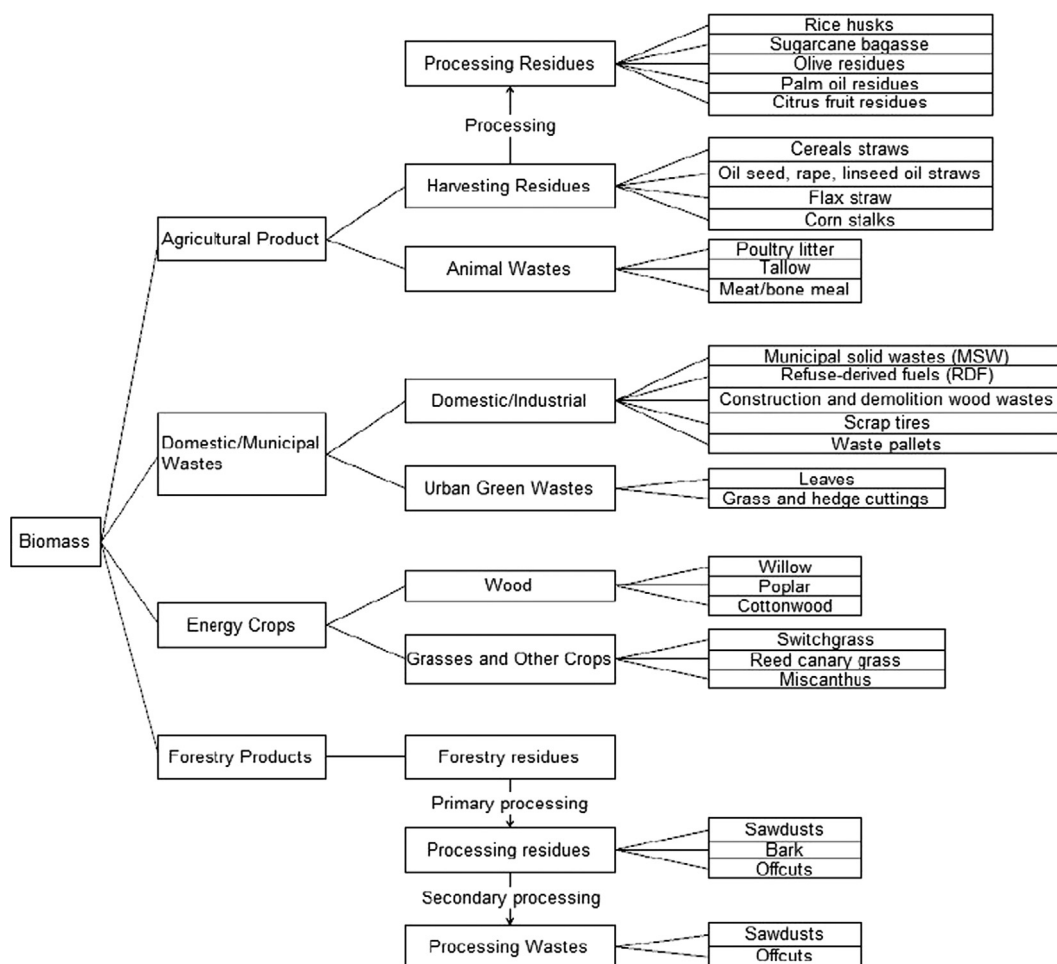 Biomass
Agricultural Product
Processing Residues
Rice husks
Sugarcane bagasse
Olive residues
Palm oil residues
Citrus fruit residues
Processing
Harvesting Residues
Cereals straws
Oil seed, rape, linseed oil straws
Flax straw
Corn stalks
Animal Wastes
Poultry litter
Tallow
Meat/bone meal
Domestic/Municipal
Wastes
Domestic/Industrial
Municipal solid wastes (MSW)
Refuse-derived fuels (RDF)
Construction and demolition wood wastes
Scrap tires
Waste pallets
Urban Green Wastes
Leaves
Grass and hedge cuttings
Energy Crops
Wood
Willow
Poplar
Cottonwood
Grasses and Other Crops
Switchgrass
Reed canary grass
Miscanthus
Forestry Products
Forestry residues
Primary processing
Processing residues
Sawdusts
Bark
Offcuts
Secondary processing
Processing Wastes
Sawdusts
Offcuts